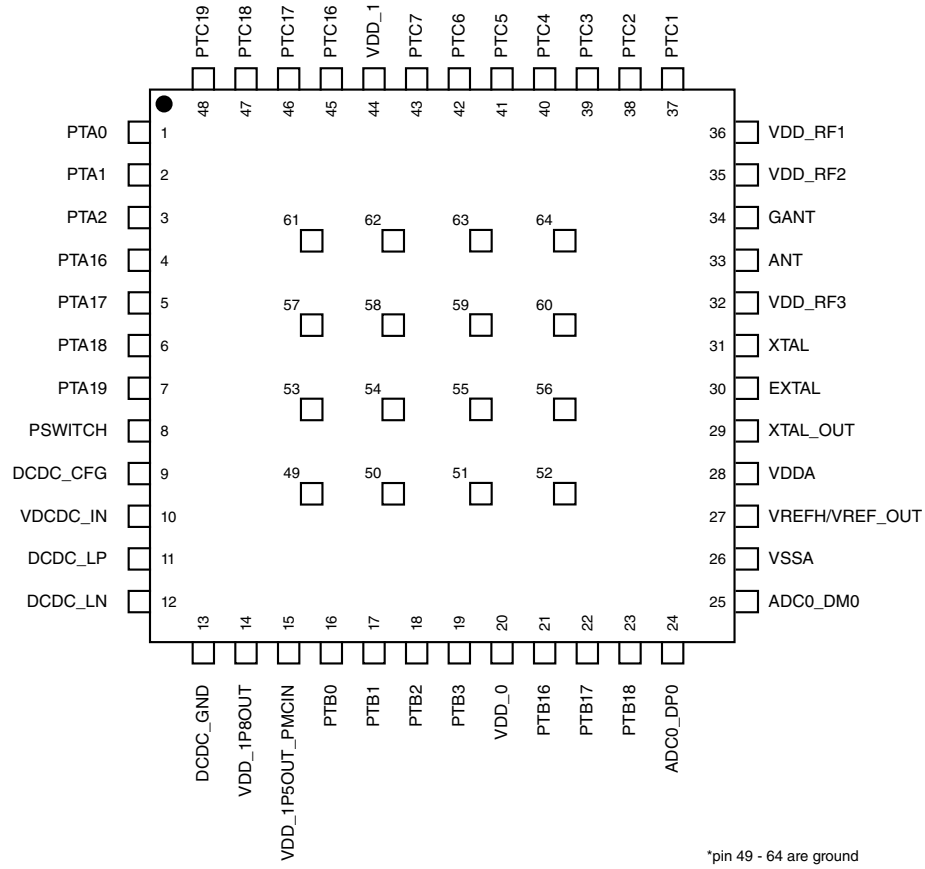 PTC19 PTC18 PTC17 PTC16 VDD_1 PTC7 PTC6 PTC5 PTC4 PTC3 PTC2 PTC1
48 47 46 45 44 43 42 41 40 39 38 37
PTA0 1 36 VDD_RF1
PTA1 2 35 VDD_RF2
PTA2 3 34 GANT
61 62 63 64
PTA16 4 33 ANT
PTA17 5 32 VDD_RF3
57 58 59 60
PTA18 6 31 XTAL
PTA19 7 30 EXTAL
53 54 55 56
PSWITCH 8 29 XTAL_OUT
DCDC_CFG 9 28 VDDA
49 50 51 52
VDCDC_IN 10 27 VREFH/VREF_OUT
DCDC_LP 11 26 VSSA
DCDC_LN 12 25 ADC0_DM0
13 14 15 16 17 18 19 20 21 22 23 24
DCDC_GND VDD_1P8OUT VDD_1P5OUT_PMCIN PTB0 PTB1 PTB2 PTB3 VDD_0 PTB16 PTB17 PTB18 ADC0_DP0
*pin 49 - 64 are ground